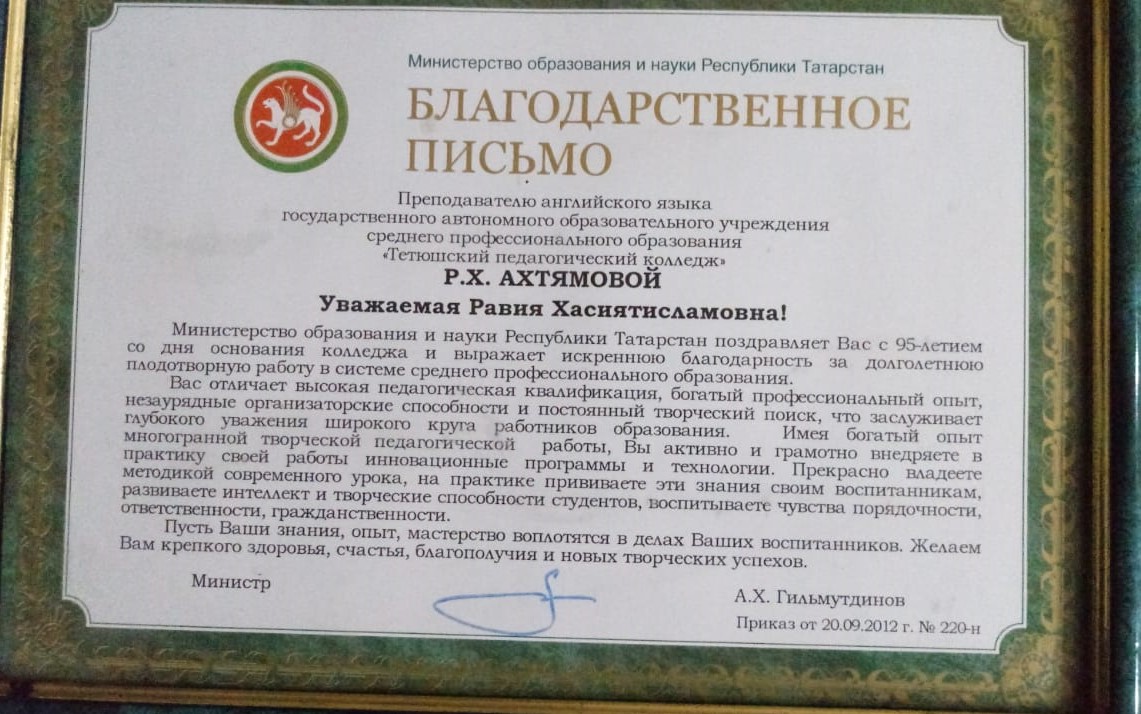 Министерство образования и науки Республики Татарстан
БЛАГОДАРСТВЕННОЕ
ПИСЬМО
Преподавателю английского языка
государственного автономного образовательного учреждения
среднего профессионального образования
«Тетюшский педагогический колледж»
Р.Х. АХТЯМОВОЙ
Уважаемая Равия Хасиятисламовна!
Министерство образования и науки Республики Татарстан поздравляет Вас с 95-летием
со дня основания колледжа и выражает искреннюю благодарность за долголетнюю
плодотворную работу в системе среднего профессионального образования.
Вас отличает высокая педагогическая квалификация, богатый профессиональный опыт,
незаурядные организаторские способности и постоянный творческий поиск, что заслуживает
глубокого уважения широкого круга работников образования. Имея богатый опыт
многогранной творческой педагогической работы, Вы активно и грамотно внедряете в
практику своей работы инновационные программы и технологии. Прекрасно владеете
методикой современного урока, на практике прививаете эти знания своим воспитанникам,
развиваете интеллект и творческие способности студентов, воспитываете чувства порядочности,
ответственности, гражданственности.
Пусть Ваши знания, опыт, мастерство воплотятся в делах Ваших воспитанников. Желаем
Вам крепкого здоровья, счастья, благополучия и новых творческих успехов.
Министр
А.Х. Гильмутдинов
Приказ от 20.09.2012 г. № 220-н